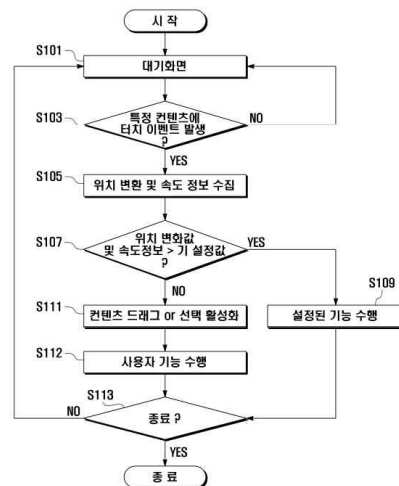 시 작
S101
대기화면
S103
특정 컨텐츠에
터치 이벤트 발생
?
NO
YES
S105
위치 변환 및 속도 정보 수집
S107
위치 변화값
및 속도정보 > 기 설정값
?
YES
NO
S109
S111
컨텐츠 드래그 or 선택 활성화
설정된 기능 수행
S112
사용자 기능 수행
S113
NO
종료 ?
YES
종 료